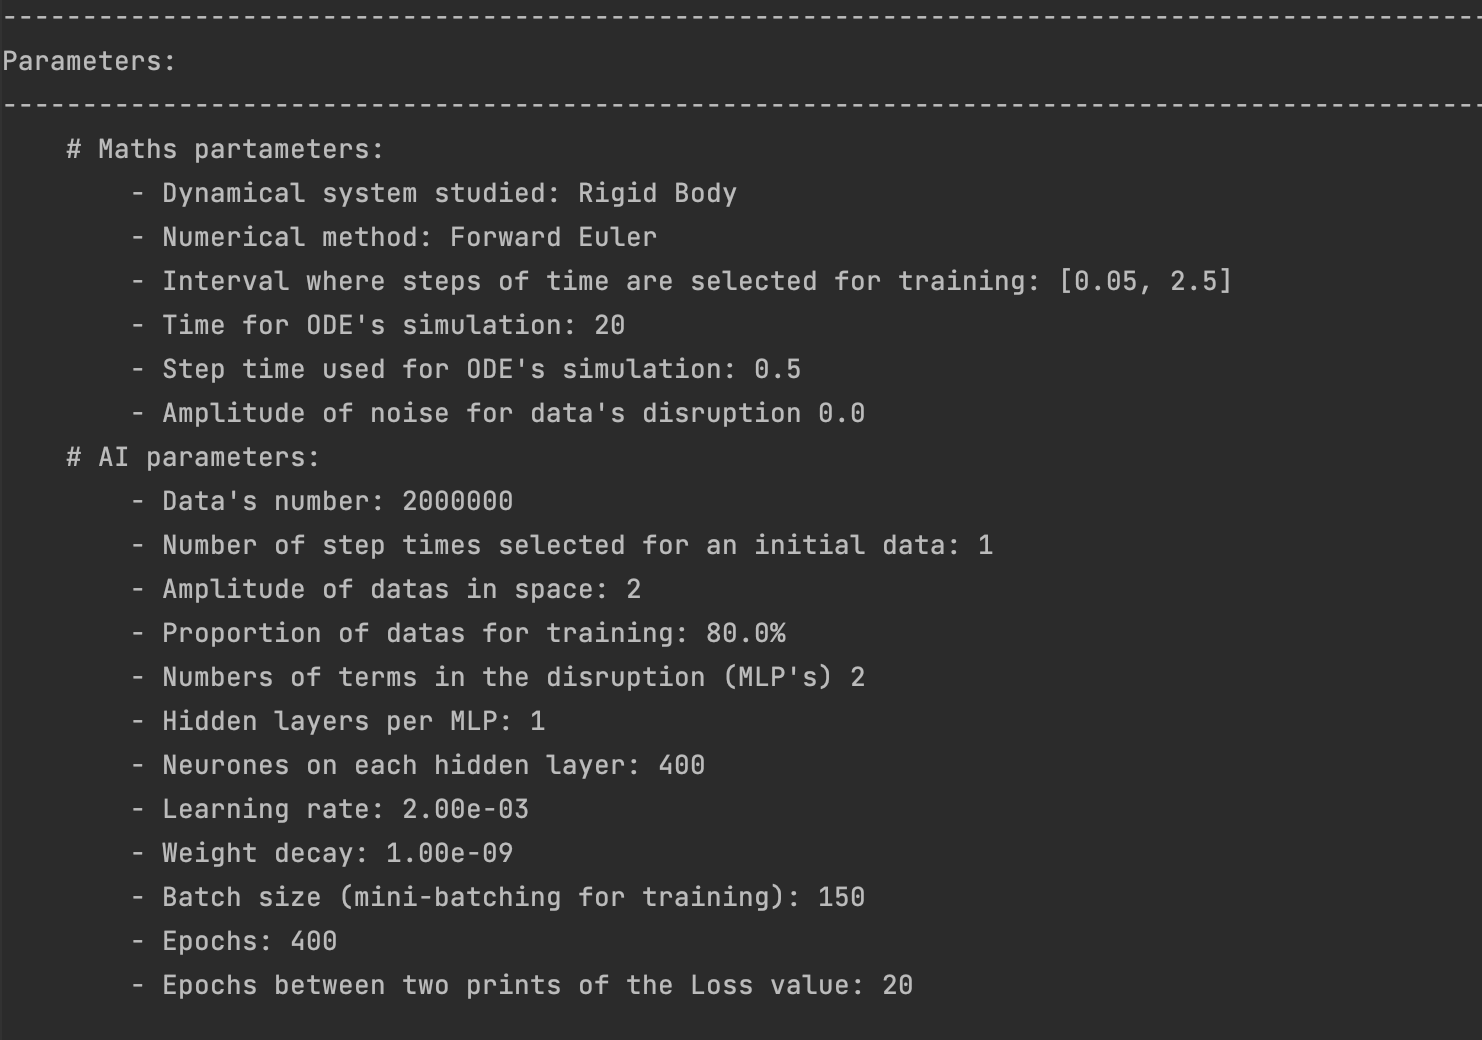 --------------------------------------------------------------------------------------------
Parameters:
--------------------------------------------------------------------------------------------
    # Maths partameters:
        - Dynamical system studied: Rigid Body
        - Numerical method: Forward Euler
        - Interval where steps of time are selected for training: [0.05, 2.5]
        - Time for ODE's simulation: 20
        - Step time used for ODE's simulation: 0.5
        - Amplitude of noise for data's disruption 0.0
    # AI parameters:
        - Data's number: 2000000
        - Number of step times selected for an initial data: 1
        - Amplitude of datas in space: 2
        - Proportion of datas for training: 80.0%
        - Numbers of terms in the disruption (MLP's) 2
        - Hidden layers per MLP: 1
        - Neurones on each hidden layer: 400
        - Learning rate: 2.00e-03
        - Weight decay: 1.00e-09
        - Batch size (mini-batching for training): 150
        - Epochs: 400
        - Epochs between two prints of the Loss value: 20